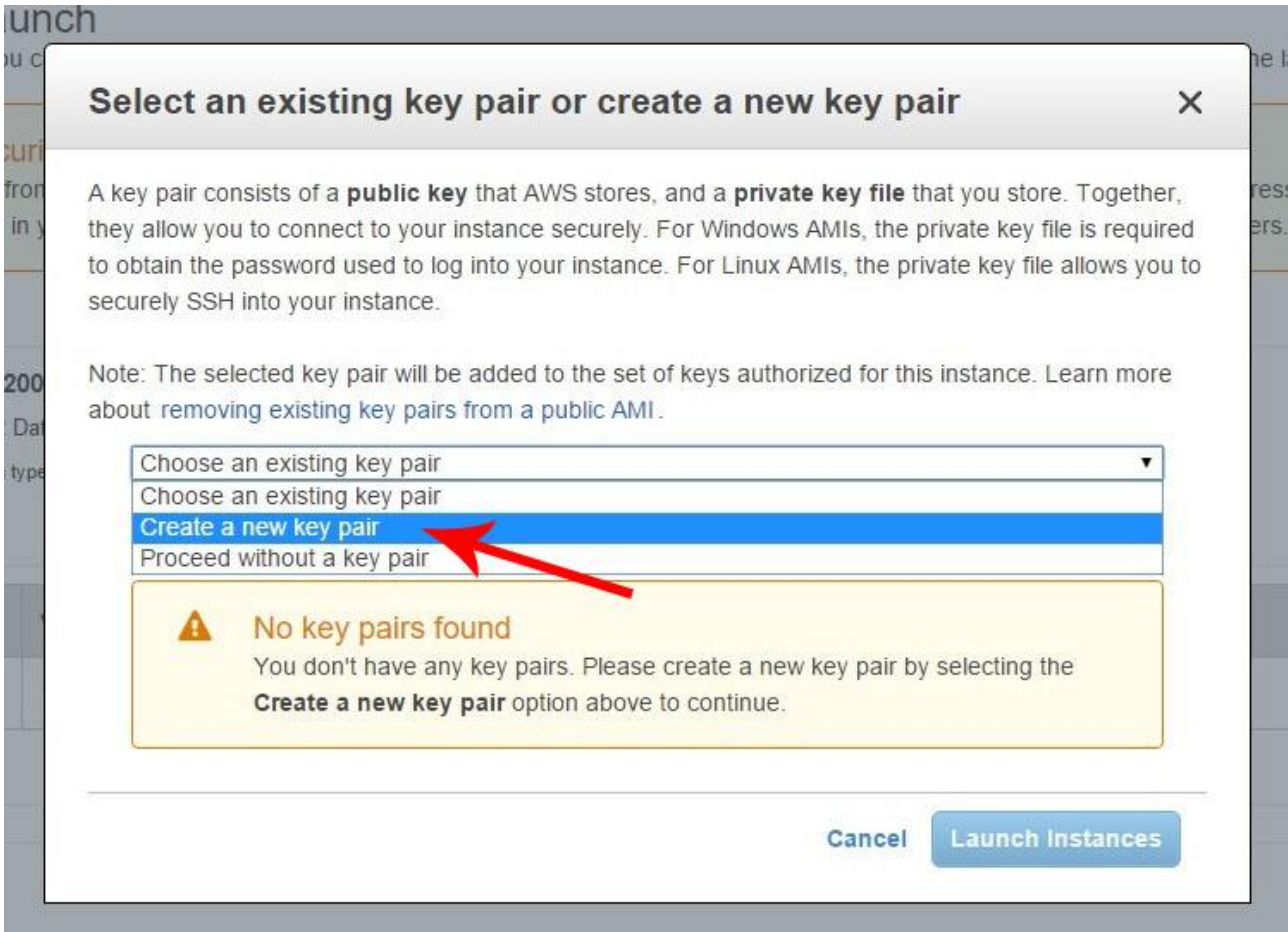 Select an existing key pair or create a new key pair
A key pair consists of a public key that AWS stores, and a private key file that you store. Together,
they allow you to connect to your instance securely. For Windows AMIs, the private key file is required
to obtain the password used to log into your instance. For Linux AMIs, the private key file allows you to
securely SSH into your instance.
Note: The selected key pair will be added to the set of keys authorized for this instance. Learn more
about removing existing key pairs from a public AMI.
Choose an existing key pair
Choose an existing key pair
Create a new key pair
Proceed without a key pair
No key pairs found
You don't have any key pairs. Please create a new key pair by selecting the
Create a new key pair option above to continue.
Cancel
Launch Instances